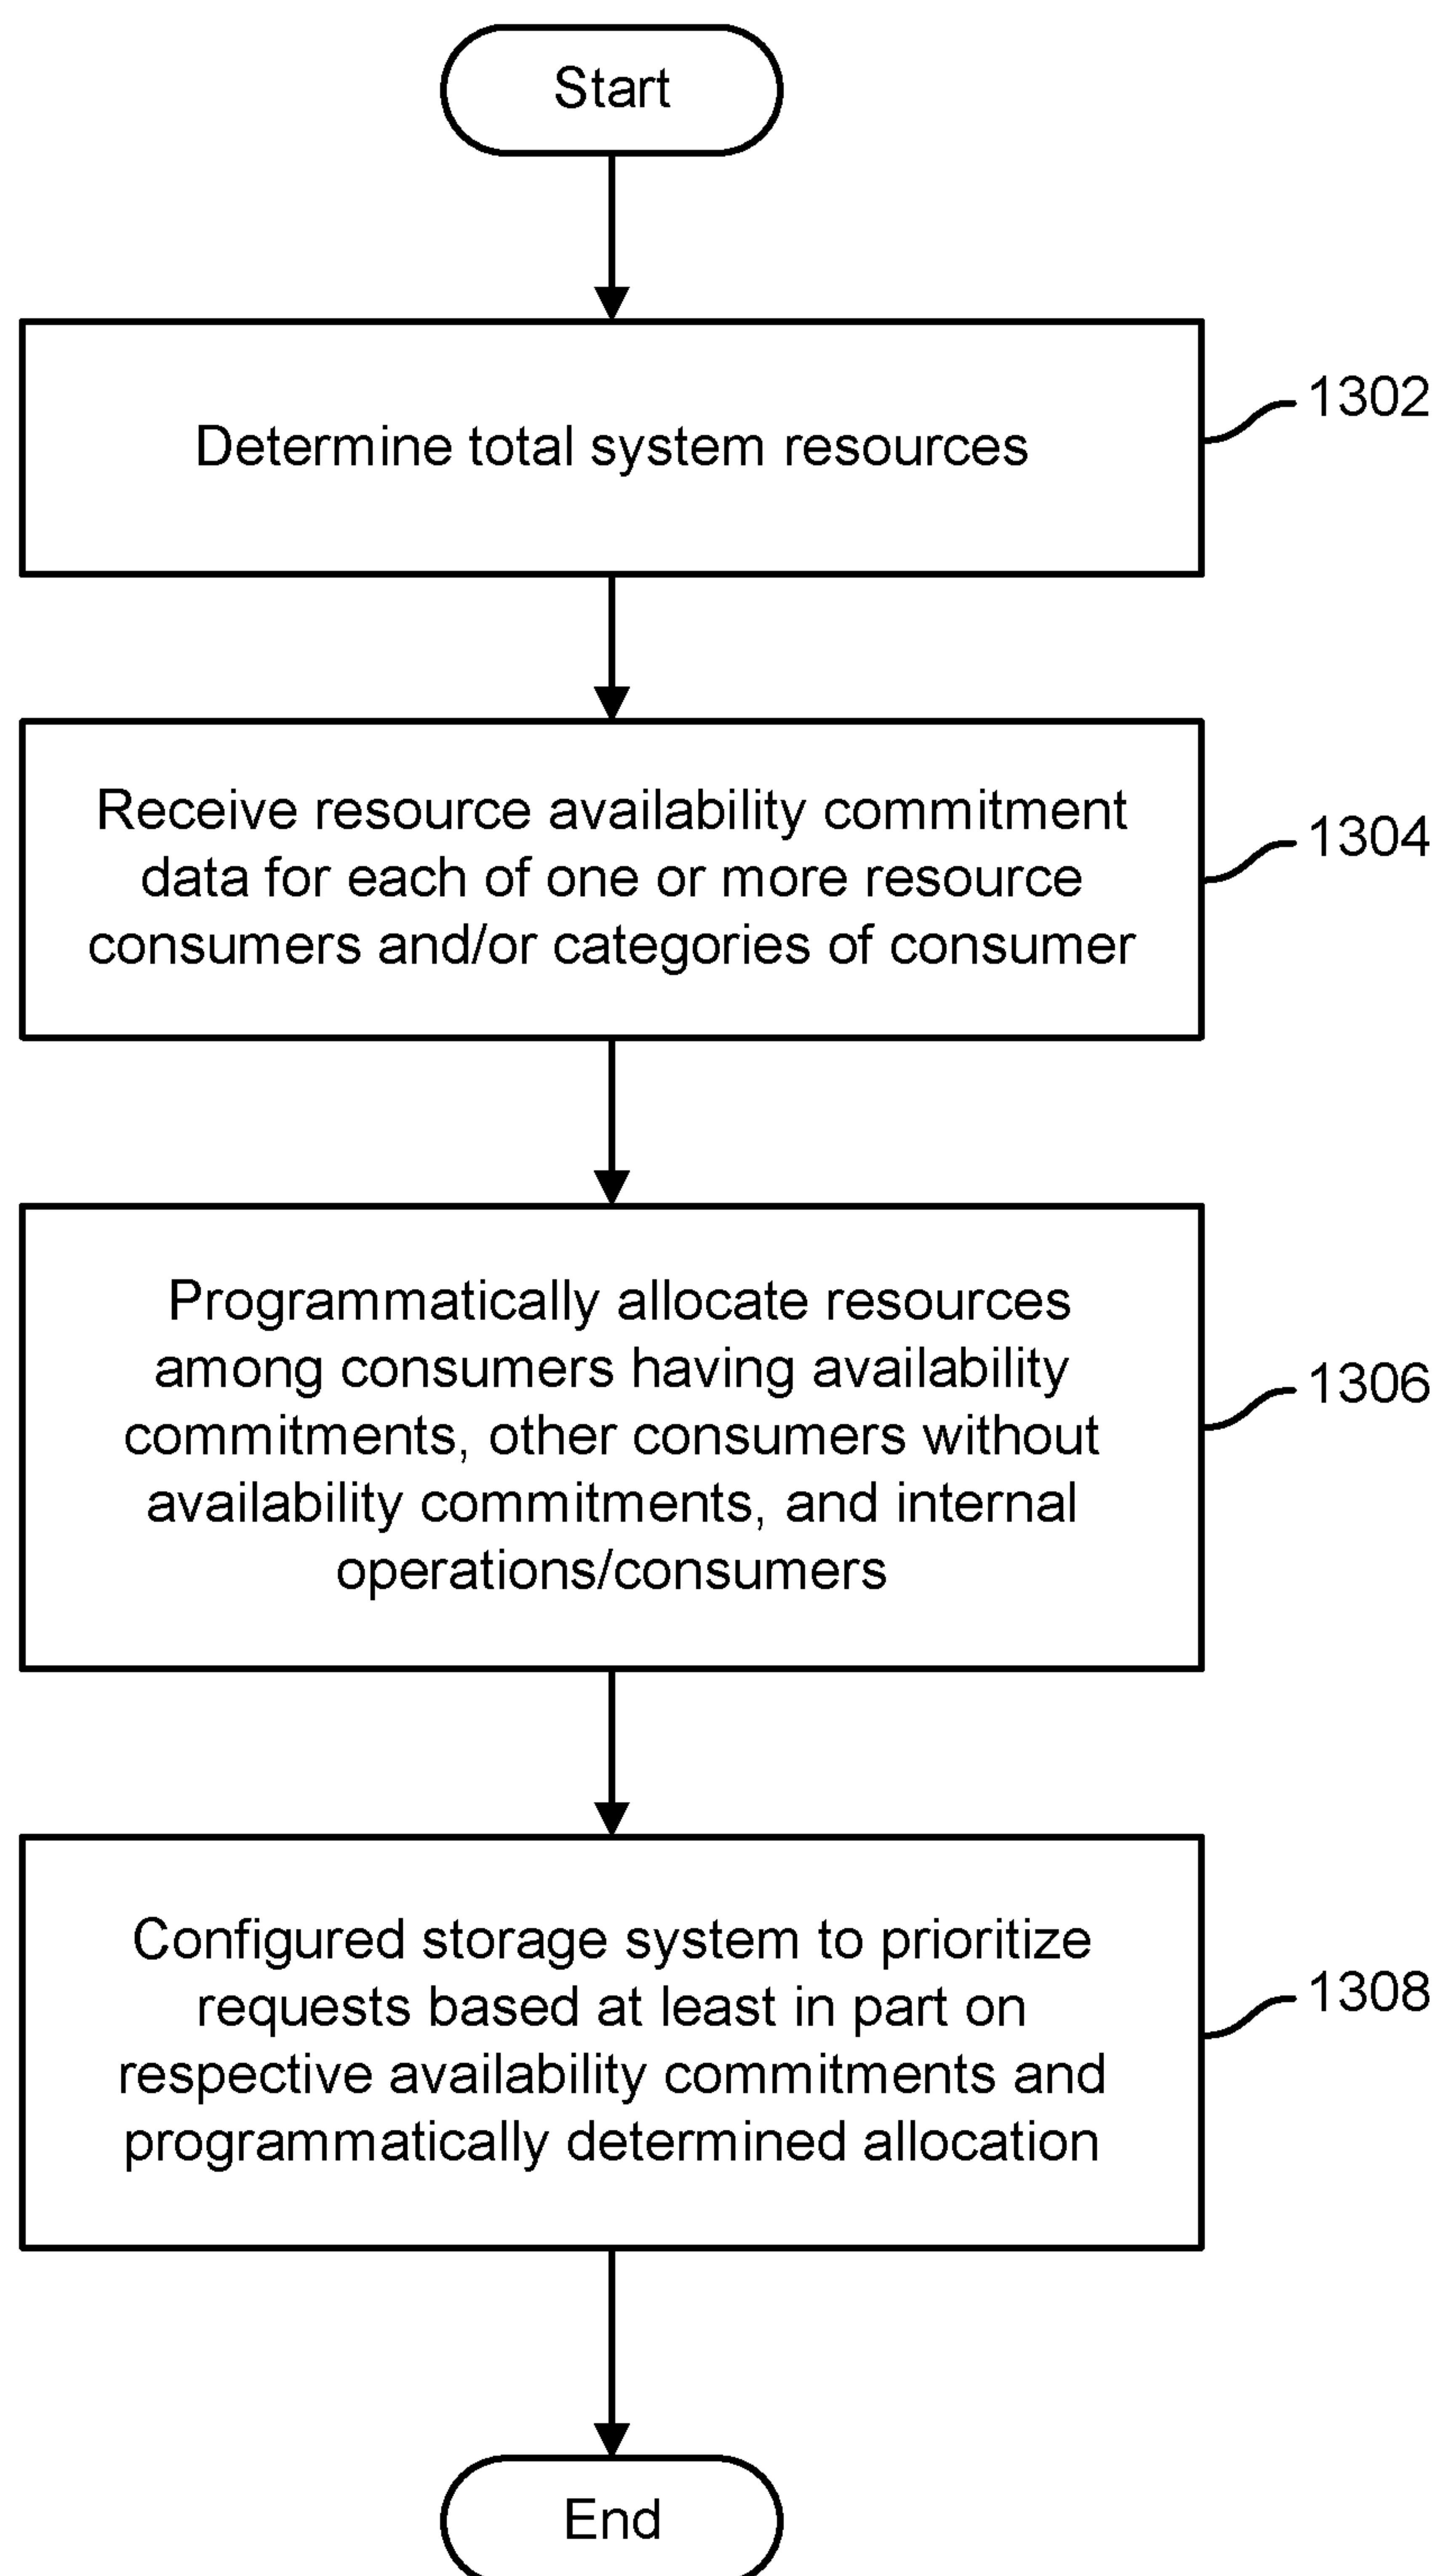 Start
Determine total system resources
1302
Receive resource availability commitment
data for each of one or more resource
consumers and/or categories of consumer
1304
Programmatically allocate resources
among consumers having availability
commitments, other consumers without
availability commitments, and internal
operations/consumers
1306
Configured storage system to prioritize
requests based at least in part on
respective availability commitments and
programmatically determined allocation
1308
End